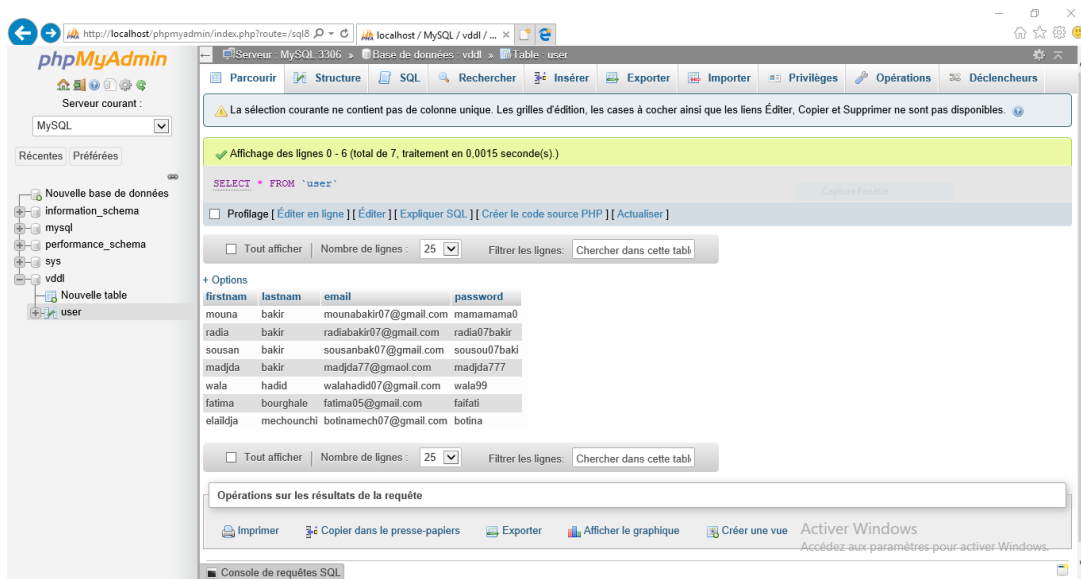 http://localhost/phpmyadmin/index.php?route=/sql8
localhost / MySQL / vddl / ...
phpMyAdmin
Serveur courant :
MySQL
Récentes Préférées
Nouvelle base de données
information_schema
mysql
performance_schema
sys
vddl
Nouvelle table
user
Serveur : MySQL:3306 » Base de données : vddl » Table : user
Parcourir Structure SQL Rechercher Insérer Exporter Importer Privilèges Opérations Déclencheurs
La sélection courante ne contient pas de colonne unique. Les grilles d'édition, les cases à cocher ainsi que les liens Éditer, Copier et Supprimer ne sont pas disponibles.
Affichage des lignes 0 - 6 (total de 7, traitement en 0,0015 seconde(s).)
SELECT * FROM `user`
Capture Fenêtre
Profilage [ Éditer en ligne ] [ Éditer ] [ Expliquer SQL ] [ Créer le code source PHP ] [ Actualiser ]
Tout afficher | Nombre de lignes : 25 Filtrer les lignes: Chercher dans cette tabl
+ Options
firstnam lastnam email password
mouna bakir mounabakir07@gmail.com mamamama0
radia bakir radiabakir07@gmail.com radia07bakir
sousan bakir sousanbak07@gmail.com sousou07baki
madjda bakir madjda77@gmaol.com madjda777
wala hadid walahadid07@gmail.com wala99
fatima bourghale fatima05@gmail.com faifati
elaildja mechounchi botinamech07@gmail.com botina
Tout afficher | Nombre de lignes : 25 Filtrer les lignes: Chercher dans cette tabl
Opérations sur les résultats de la requête
Imprimer Copier dans le presse-papiers Exporter Afficher le graphique Créer une vue
Activer Windows
Accédez aux paramètres pour activer Windows.
Console de requêtes SQL